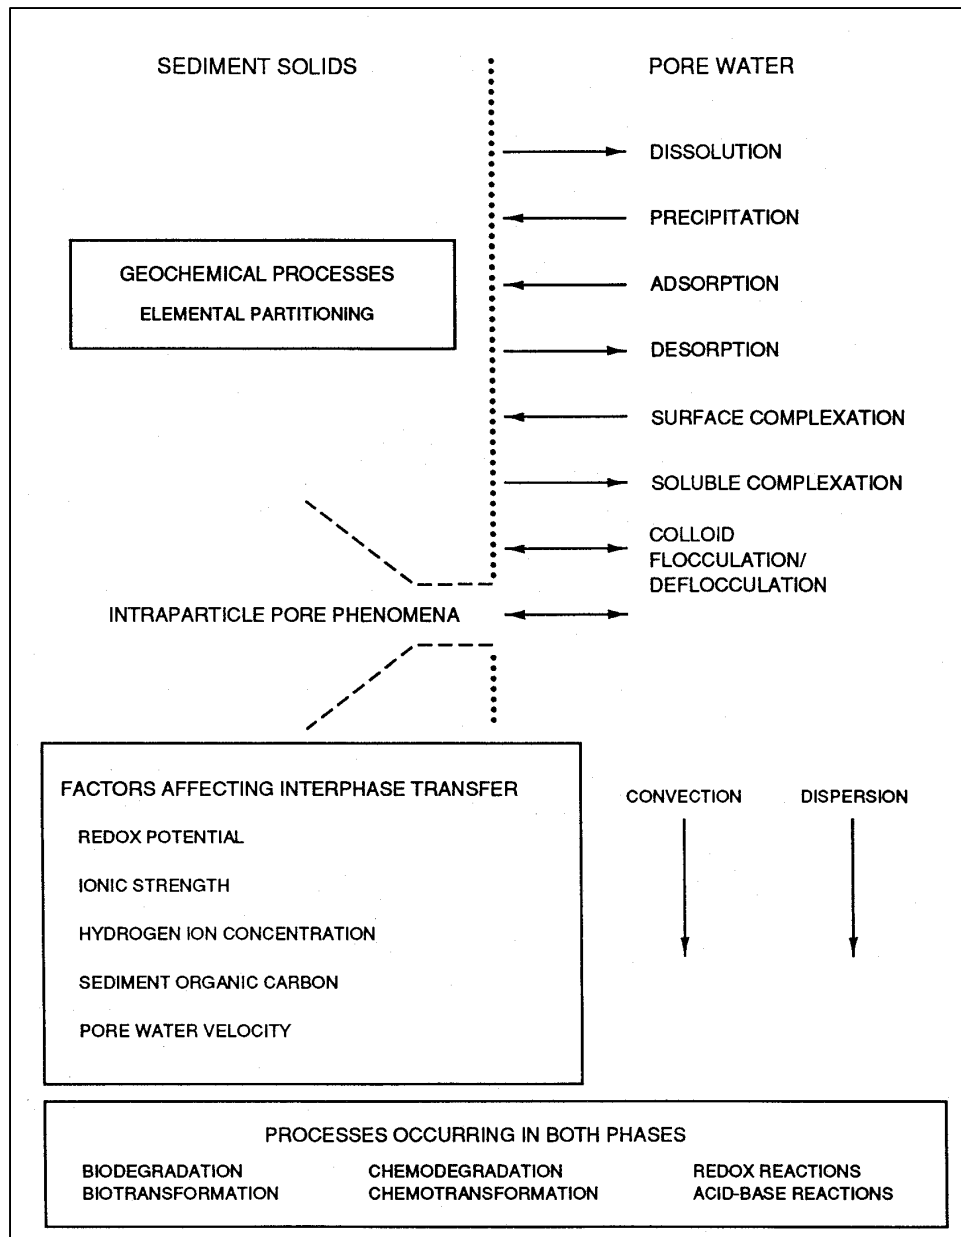 SEDIMENT SOLIDS
PORE WATER
DISSOLUTION
PRECIPITATION
GEOCHEMICAL PROCESSES
ELEMENTAL PARTITIONING
ADSORPTION
DESORPTION
SURFACE COMPLEXATION
SOLUBLE COMPLEXATION
COLLOID
FLOCCULATION/
DEFLOCCULATION
INTRAPARTICLE PORE PHENOMENA
FACTORS AFFECTING INTERPHASE TRANSFER
REDOX POTENTIAL
IONIC STRENGTH
HYDROGEN ION CONCENTRATION
SEDIMENT ORGANIC CARBON
PORE WATER VELOCITY
CONVECTION
DISPERSION
PROCESSES OCCURRING IN BOTH PHASES
BIODEGRADATION
BIOTRANSFORMATION
CHEMODEGRADATION
CHEMOTRANSFORMATION
REDOX REACTIONS
ACID-BASE REACTIONS